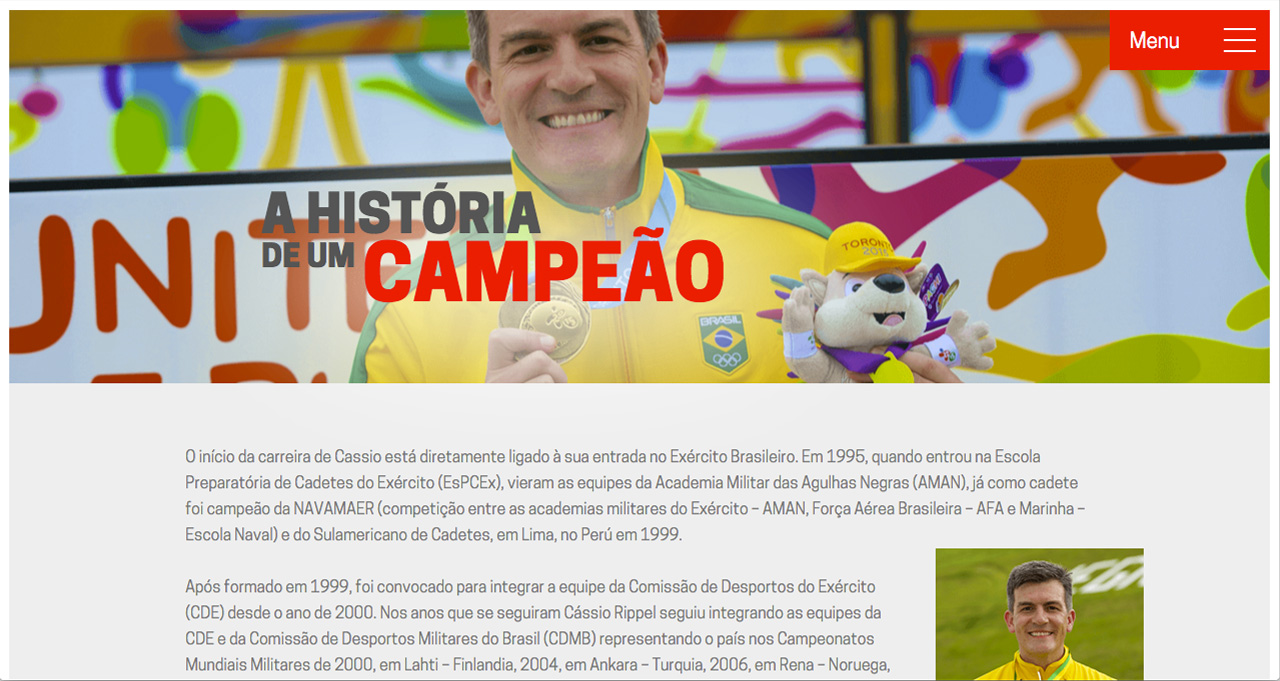 Menu
UNITE
A HISTÓRIA
DE UM CAMPEÃO
TORONTO
2015
BRASIL
O início da carreira de Cassio está diretamente ligado à sua entrada no Exército Brasileiro. Em 1995, quando entrou na Escola
Preparatória de Cadetes do Exército (EsPCEx), vieram as equipes da Academia Militar das Agulhas Negras (AMAN), já como cadete
foi campeão da NAVAMAER (competição entre as academias militares do Exército – AMAN, Força Aérea Brasileira – AFA e Marinha –
Escola Naval) e do Sulamericano de Cadetes, em Lima, no Perú em 1999.
Após formado em 1999, foi convocado para integrar a equipe da Comissão de Desportos do Exército
(CDE) desde o ano de 2000. Nos anos que se seguiram Cássio Rippel seguiu integrando as equipes da
CDE e da Comissão de Desportos Militares do Brasil (CDMB) representando o país nos Campeonatos
Mundiais Militares de 2000, em Lahti – Finlandia, 2004, em Ankara – Turquia, 2006, em Rena – Noruega,